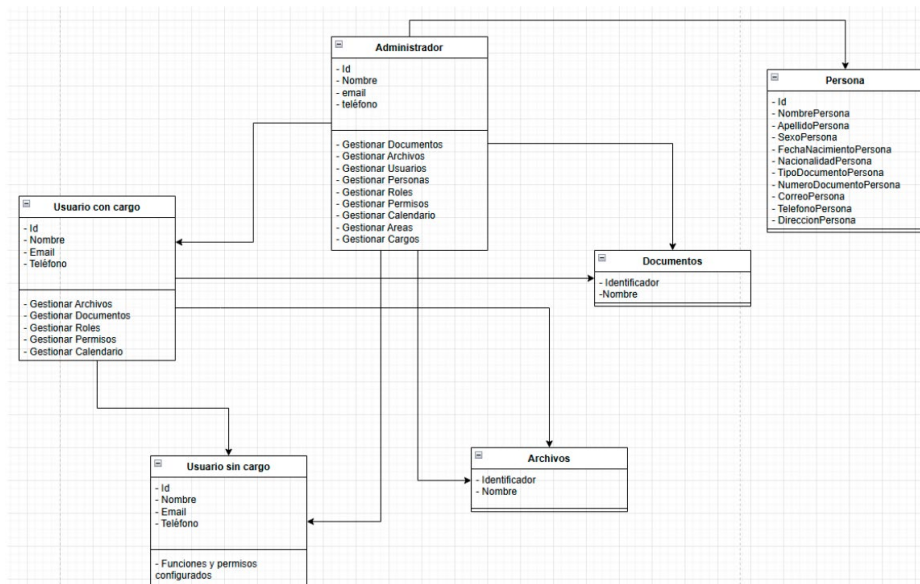 Administrador
- Id
- Nombre
- email
- teléfono
- Gestionar Documentos
- Gestionar Archivos
- Gestionar Usuarios
- Gestionar Personas
- Gestionar Roles
- Gestionar Permisos
- Gestionar Calendario
- Gestionar Areas
- Gestionar Cargos
Persona
- Id
- NombrePersona
- ApellidoPersona
- SexoPersona
- FechaNacimientoPersona
- NacionalidadPersona
- TipoDocumentoPersona
- NumeroDocumentoPersona
- CorreoPersona
- TelefonoPersona
- DireccionPersona
Usuario con cargo
- Id
- Nombre
- Email
- Teléfono
- Gestionar Archivos
- Gestionar Documentos
- Gestionar Roles
- Gestionar Permisos
- Gestionar Calendario
Documentos
- Identificador
-Nombre
Usuario sin cargo
- Id
- Nombre
- Email
- Teléfono
- Funciones y permisos
configurados
Archivos
- Identificador
- Nombre